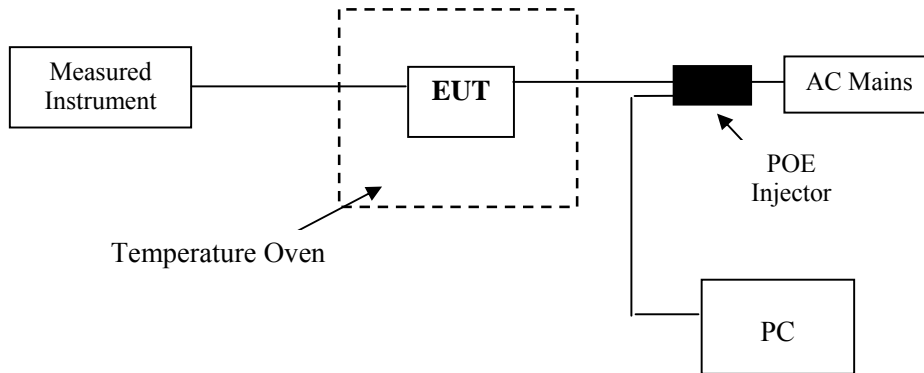 Measured
Instrument
EUT
AC Mains
POE
Injector
Temperature Oven
PC